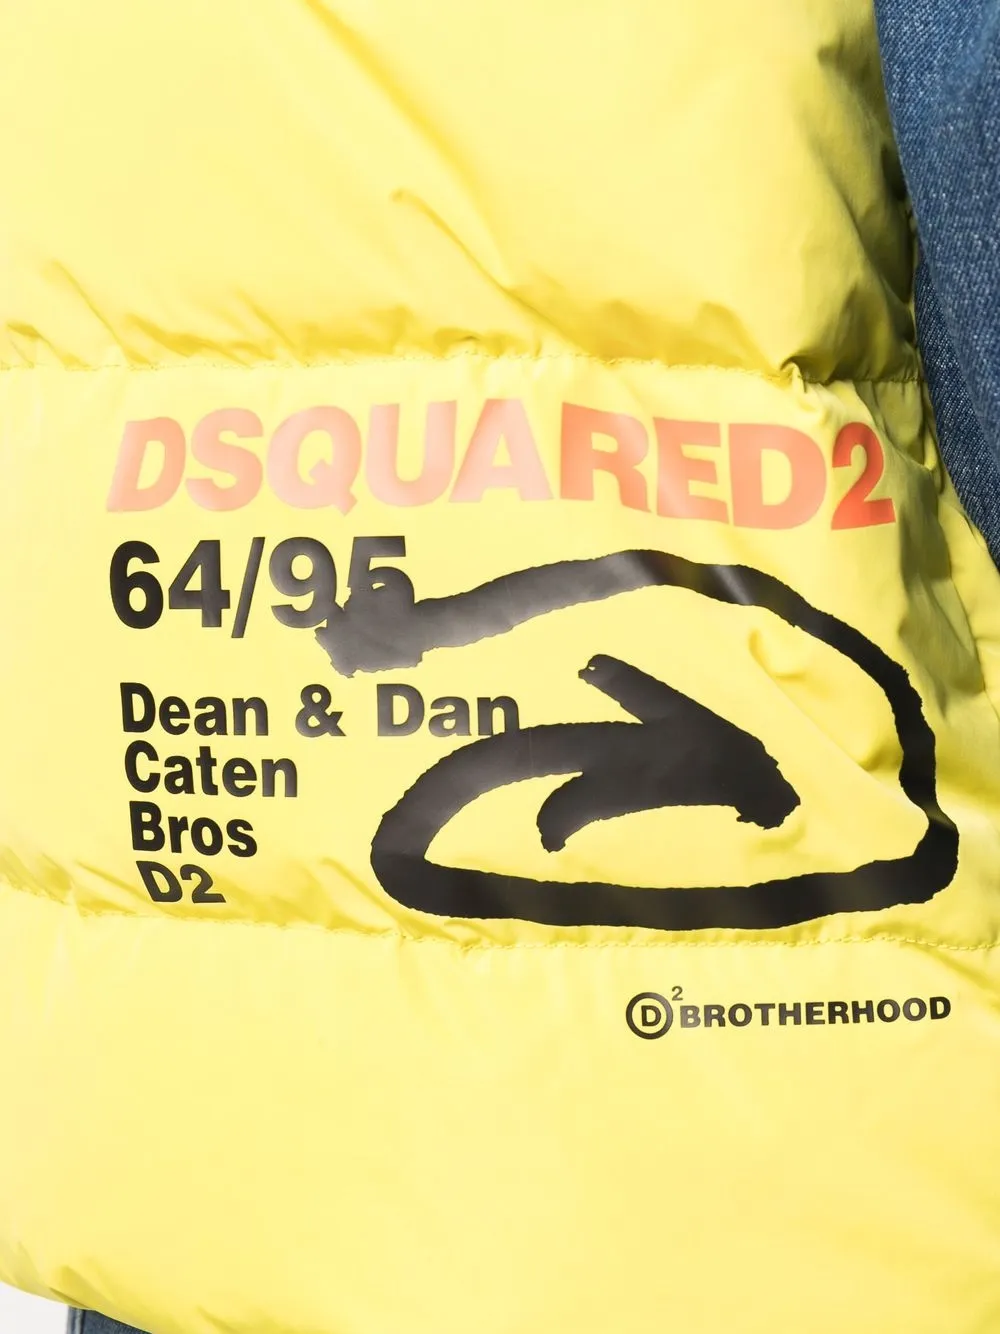 DSQUARED2
64/95
Dean & Dan
Caten
Bros
D2
D2 BROTHERHOOD